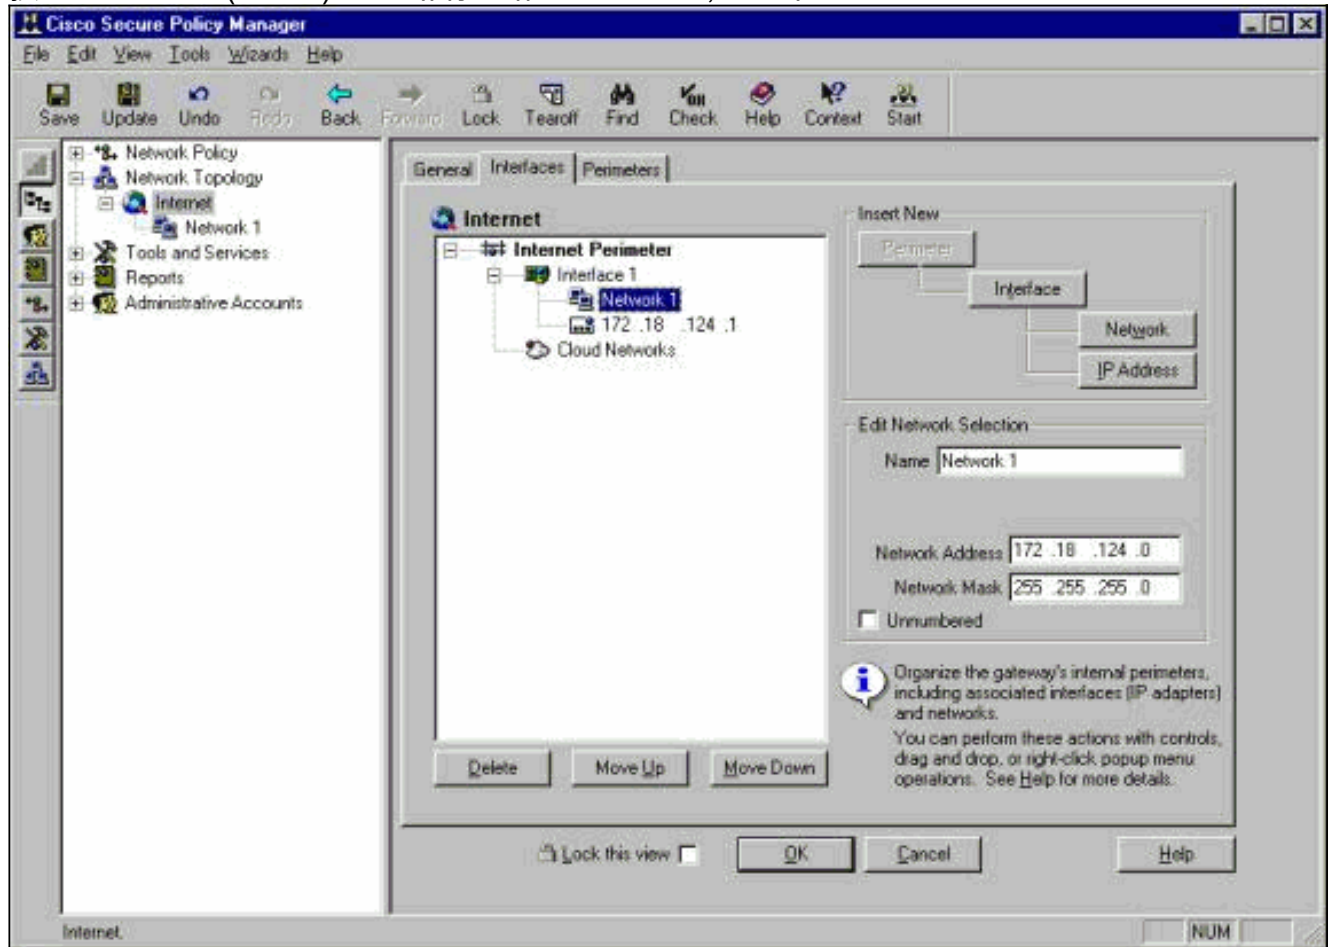 Cisco Secure Policy Manager
File Edit View Tools Wizards Help
Save Update Undo Redo Back Forward Lock Tearoff Find Check Help Context Start
Network Policy
Network Topology
Internet
Network 1
Tools and Services
Reports
Administrative Accounts
General Interfaces Perimeters
Internet
Internet Perimeter
Interface 1
Network 1
172 .18 .124 .1
Cloud Networks
Delete Move Up Move Down
Insert New
Perimeter
Interface
Network
IP Address
Edit Network Selection
Name Network 1
Network Address 172 .18 .124 .0
Network Mask 255 .255 .255 .0
Unnumbered
Organize the gateway's internal perimeters,
including associated interfaces (IP adapters)
and networks.
You can perform these actions with controls,
drag and drop, or right-click popup menu
operations. See Help for more details.
Lock this view OK Cancel Help
Internet. NUM